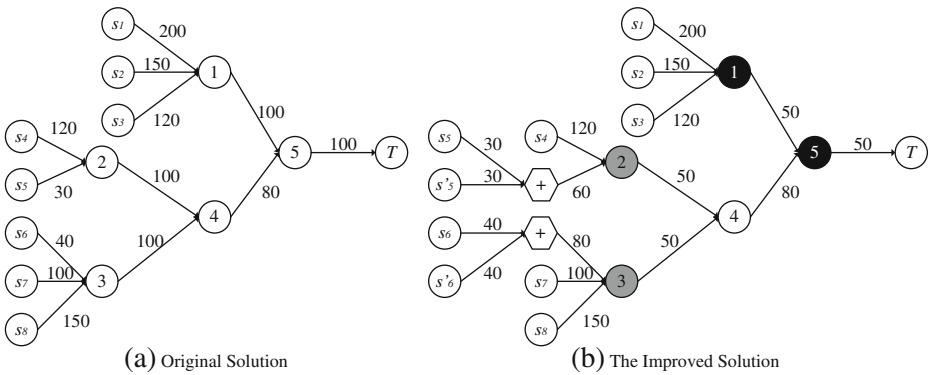 s1
200
s2
150
1
s3
120
100
s4
120
s5
30
2
100
5
100
T
80
s6
40
4
100
s7
100
3
s8
150
(a) Original Solution
s1
200
s2
150
1
s3
120
50
s5
30
s4
120
s'5
30
+
60
2
50
5
50
T
80
s6
40
+
80
4
50
s'6
40
s7
100
3
s8
150
(b) The Improved Solution